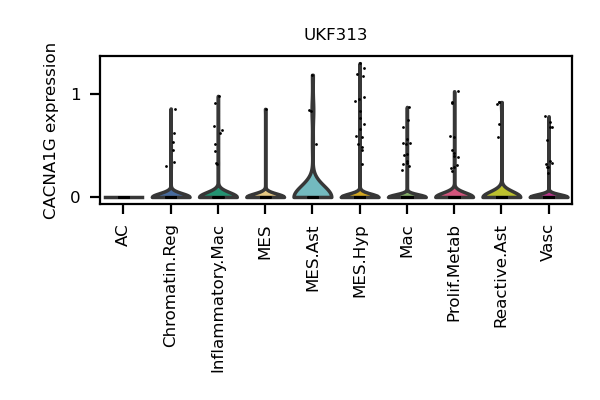 UKF313
CACNA1G expression
1
0
AC
Chromatin.Reg
Inflammatory.Mac
MES
MES.Ast
MES.Hyp
Mac
Prolif.Metab
Reactive.Ast
Vasc